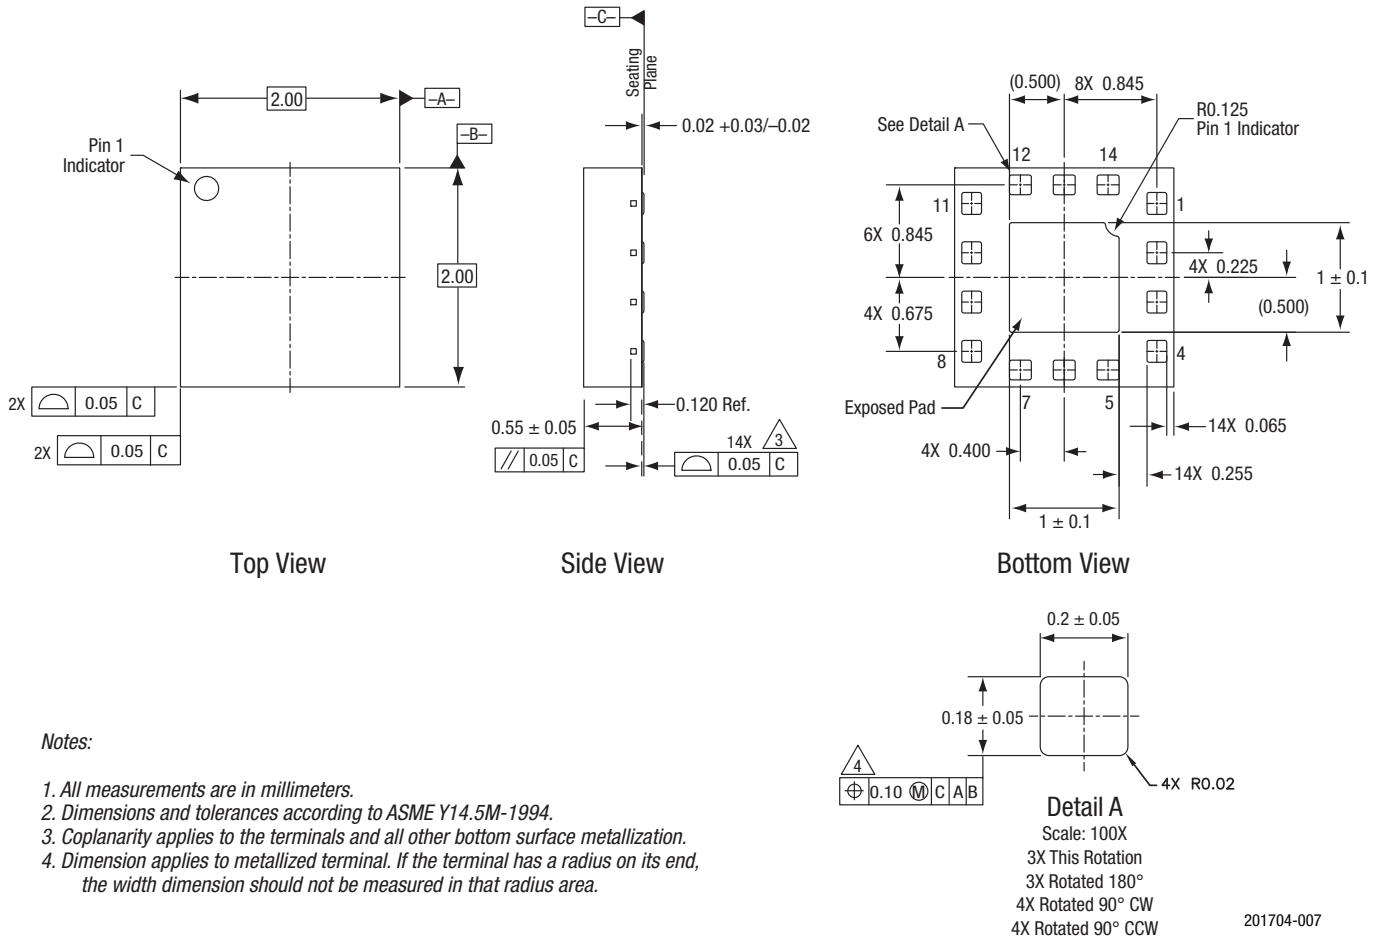 –C–
Seating
Plane
2.00
–A–
–B–
Pin 1
Indicator
2.00
2X 0.05 C
2X 0.05 C
Top View
0.02 +0.03/–0.02
0.120 Ref.
0.55 ± 0.05
// 0.05 C
14X 3
0.05 C
Side View
(0.500)
8X 0.845
R0.125
Pin 1 Indicator
See Detail A
12
14
11
1
6X 0.845
4X 0.225
1 ± 0.1
4X 0.675
(0.500)
8
4
Exposed Pad
7
5
14X 0.065
4X 0.400
14X 0.255
1 ± 0.1
Bottom View
0.2 ± 0.05
0.18 ± 0.05
4
⌖ 0.10 Ⓜ C A B
4X R0.02
Detail A
Scale: 100X
3X This Rotation
3X Rotated 180°
4X Rotated 90° CW
4X Rotated 90° CCW
Notes:
1. All measurements are in millimeters.
2. Dimensions and tolerances according to ASME Y14.5M-1994.
3. Coplanarity applies to the terminals and all other bottom surface metallization.
4. Dimension applies to metallized terminal. If the terminal has a radius on its end,
the width dimension should not be measured in that radius area.
201704-007